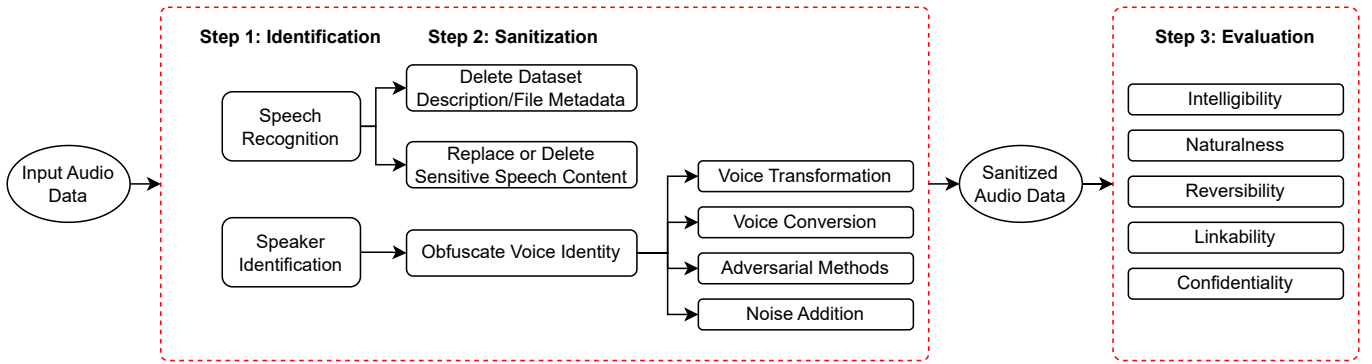 Step 1: Identification
Step 2: Sanitization
Step 3: Evaluation
Input Audio
Data
Speech
Recognition
Delete Dataset
Description/File Metadata
Replace or Delete
Sensitive Speech Content
Speaker
Identification
Obfuscate Voice Identity
Voice Transformation
Voice Conversion
Adversarial Methods
Noise Addition
Sanitized
Audio Data
Intelligibility
Naturalness
Reversibility
Linkability
Confidentiality